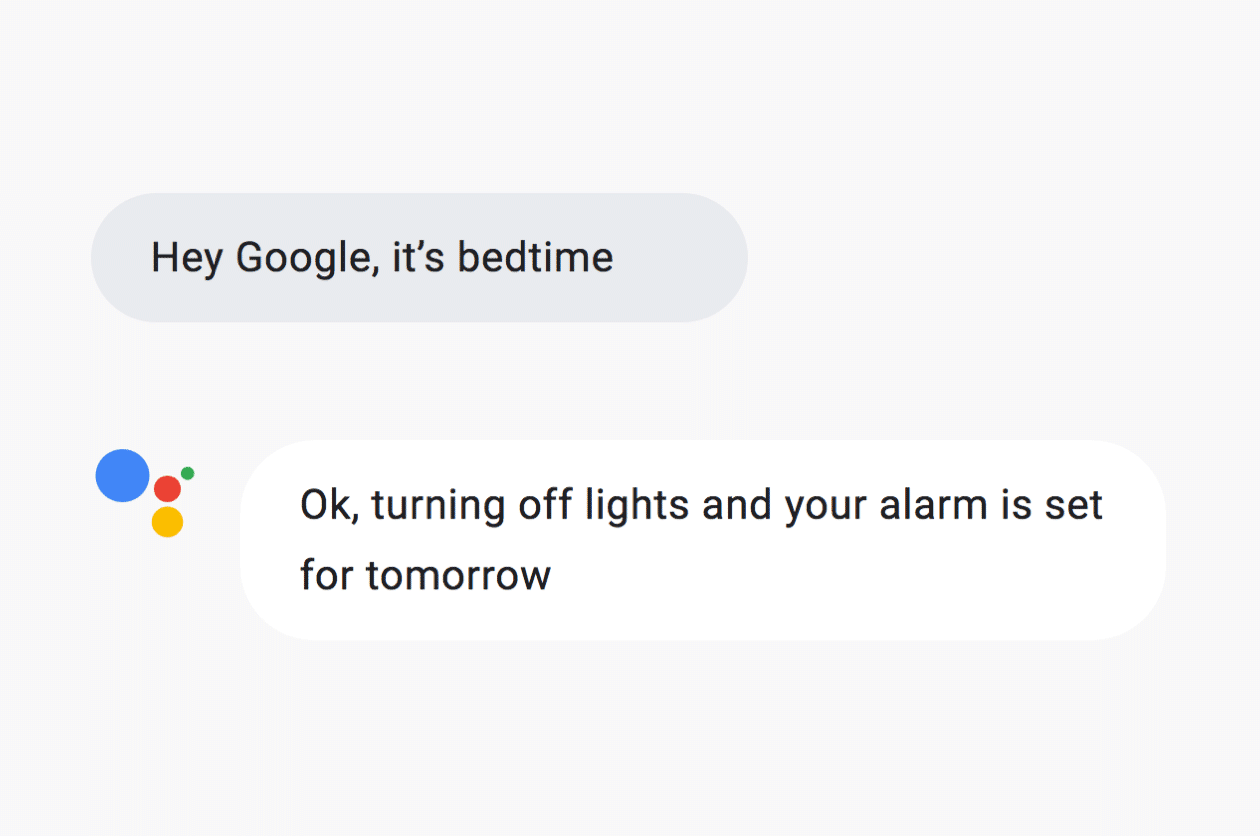 Hey Google, it’s bedtime
Ok, turning off lights and your alarm is set
for tomorrow